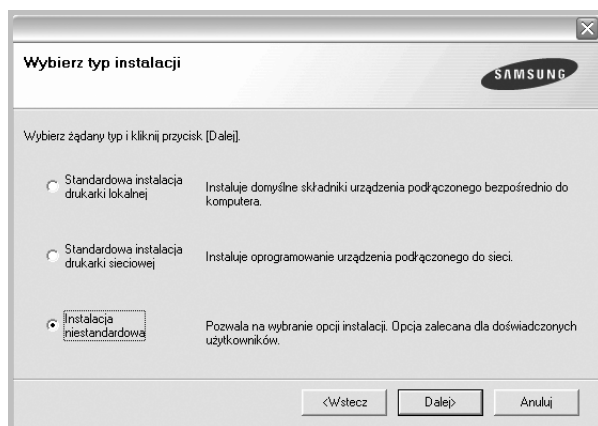 Wybierz typ instalacji
SAMSUNG
Wybierz żądany typ i kliknij przycisk [Dalej].
Standardowa instalacja
drukarki lokalnej
Instaluje domyślne składniki urządzenia podłączonego bezpośrednio do
komputera.
Standardowa instalacja
drukarki sieciowej
Instaluje oprogramowanie urządzenia podłączonego do sieci.
Instalacja
niestandardowa
Pozwala na wybranie opcji instalacji. Opcja zalecana dla doświadczonych
użytkowników.
<Wstecz
Dalej>
Anuluj